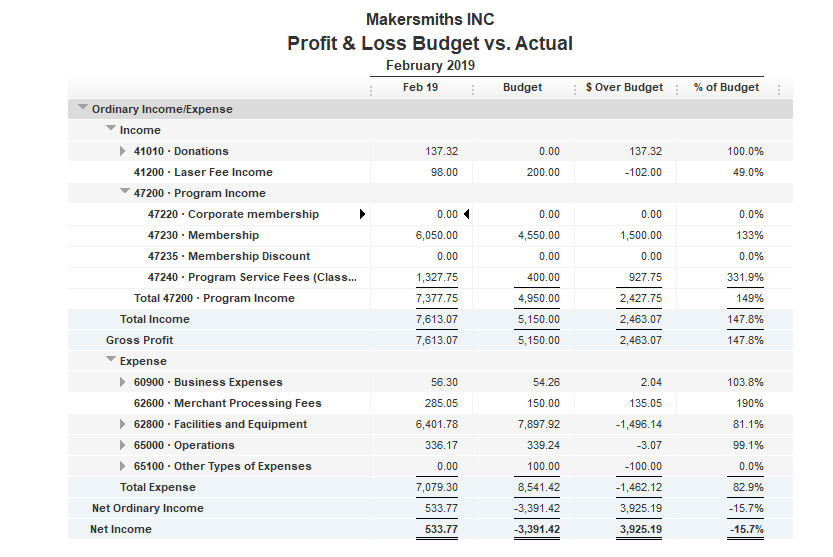 Makersmiths INC
Profit & Loss Budget vs. Actual
February 2019
Feb 19 Budget $ Over Budget % of Budget
Ordinary Income/Expense
Income
41010 · Donations 137.32 0.00 137.32 100.0%
41200 · Laser Fee Income 98.00 200.00 -102.00 49.0%
47200 · Program Income
47220 · Corporate membership 0.00 0.00 0.00 0.0%
47230 · Membership 6,050.00 4,550.00 1,500.00 133%
47235 · Membership Discount 0.00 0.00 0.00 0.0%
47240 · Program Service Fees (Class... 1,327.75 400.00 927.75 331.9%
Total 47200 · Program Income 7,377.75 4,950.00 2,427.75 149%
Total Income 7,613.07 5,150.00 2,463.07 147.8%
Gross Profit 7,613.07 5,150.00 2,463.07 147.8%
Expense
60900 · Business Expenses 56.30 54.26 2.04 103.8%
62600 · Merchant Processing Fees 285.05 150.00 135.05 190%
62800 · Facilities and Equipment 6,401.78 7,897.92 -1,496.14 81.1%
65000 · Operations 336.17 339.24 -3.07 99.1%
65100 · Other Types of Expenses 0.00 100.00 -100.00 0.0%
Total Expense 7,079.30 8,541.42 -1,462.12 82.9%
Net Ordinary Income 533.77 -3,391.42 3,925.19 -15.7%
Net Income 533.77 -3,391.42 3,925.19 -15.7%